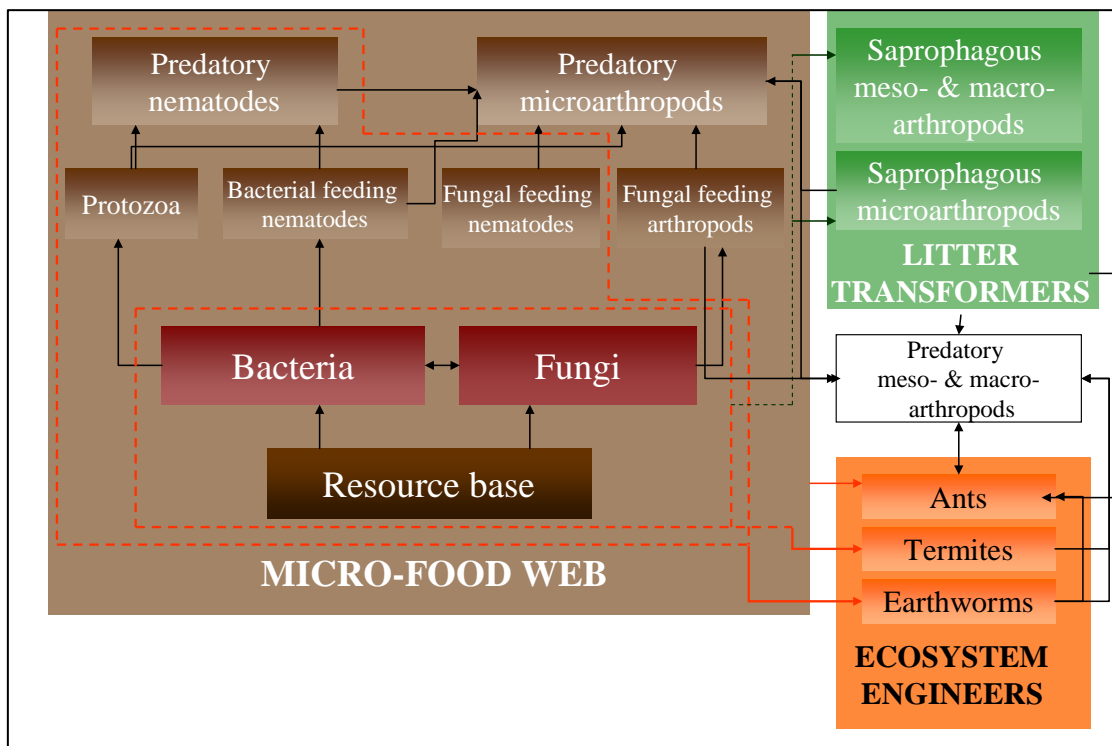 Predatory
nematodes
Predatory
microarthropods
Protozoa
Bacterial feeding
nematodes
Fungal feeding
nematodes
Fungal feeding
arthropods
Bacteria
Fungi
Resource base
MICRO-FOOD WEB
Saprophagous
meso- & macro-
arthropods
Saprophagous
microarthropods
LITTER
TRANSFORMERS
Predatory
meso- & macro-
arthropods
Ants
Termites
Earthworms
ECOSYSTEM
ENGINEERS